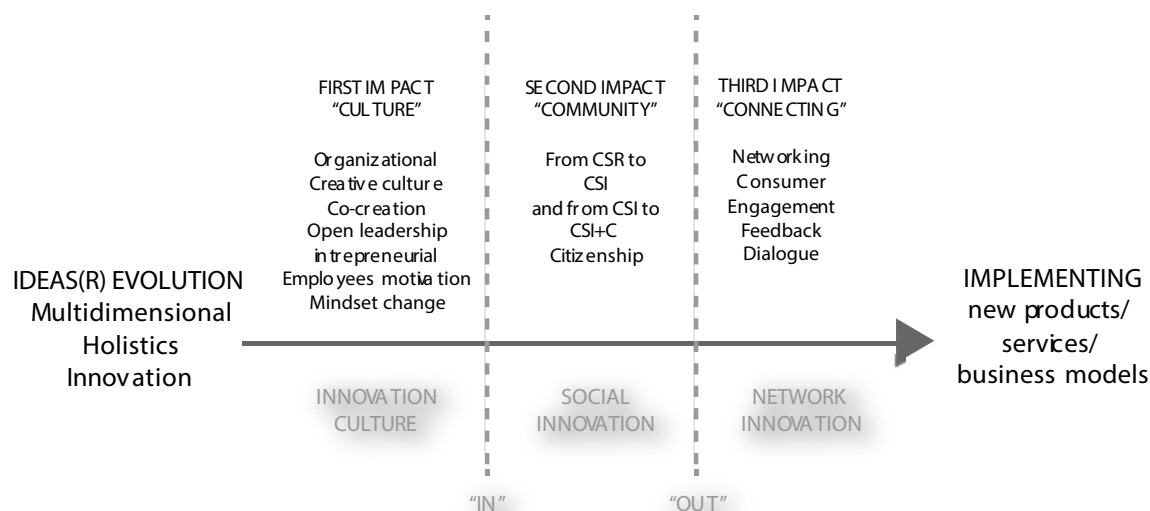 FIRST IMPACT
“CULTURE”
Organizational
Creative culture
Co-creation
Open leadership
intrepreneurial
Employees motivation
Mindset change
SECOND IMPACT
“COMMUNITY”
From CSR to
CSI
and from CSI to
CSI+C
Citizenship
THIRD IMPACT
“CONNECTING”
Networking
Consumer
Engagement
Feedback
Dialogue
IDEAS(R) EVOLUTION
Multidimensional
Holistics
Innovation
IMPLEMENTING
new products/
services/
business models
INNOVATION
CULTURE
SOCIAL
INNOVATION
NETWORK
INNOVATION
“IN”
“OUT”